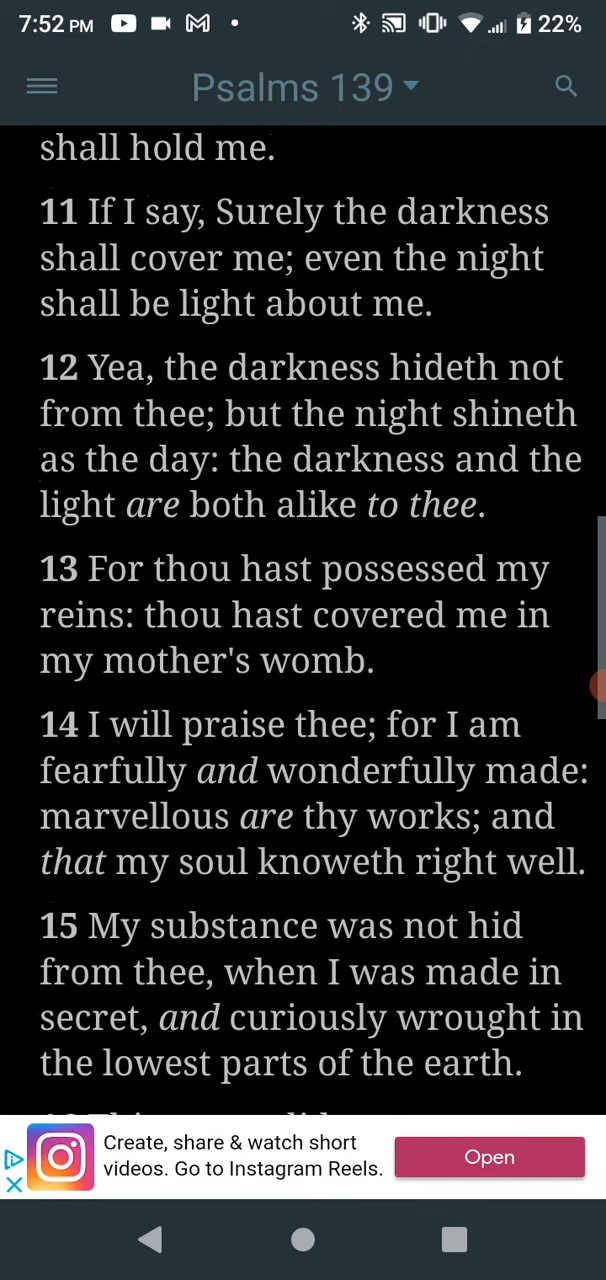 7:52 PM
22%
Psalms 139
shall hold me.
11 If I say, Surely the darkness
shall cover me; even the night
shall be light about me.
12 Yea, the darkness hideth not
from thee; but the night shineth
as the day: the darkness and the
light are both alike to thee.
13 For thou hast possessed my
reins: thou hast covered me in
my mother's womb.
14 I will praise thee; for I am
fearfully and wonderfully made:
marvellous are thy works; and
that my soul knoweth right well.
15 My substance was not hid
from thee, when I was made in
secret, and curiously wrought in
the lowest parts of the earth.
Create, share & watch short
videos. Go to Instagram Reels.
Open